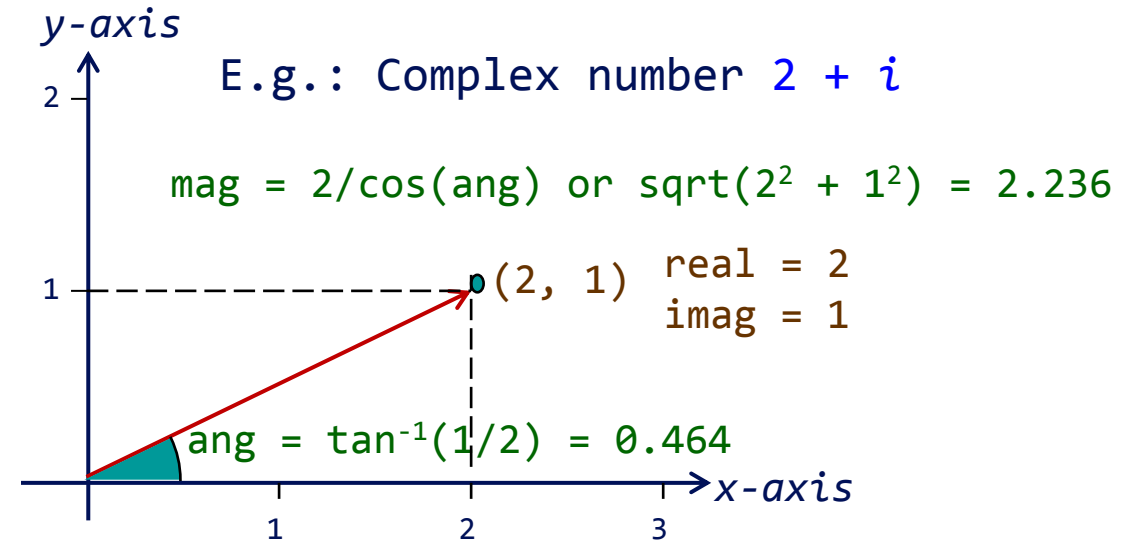 y-axis
E.g.: Complex number 2 + i
2
mag = 2/cos(ang) or sqrt(2² + 1²) = 2.236
(2, 1)
real = 2
imag = 1
1
ang = tan⁻¹(1/2) = 0.464
x-axis
1 2 3